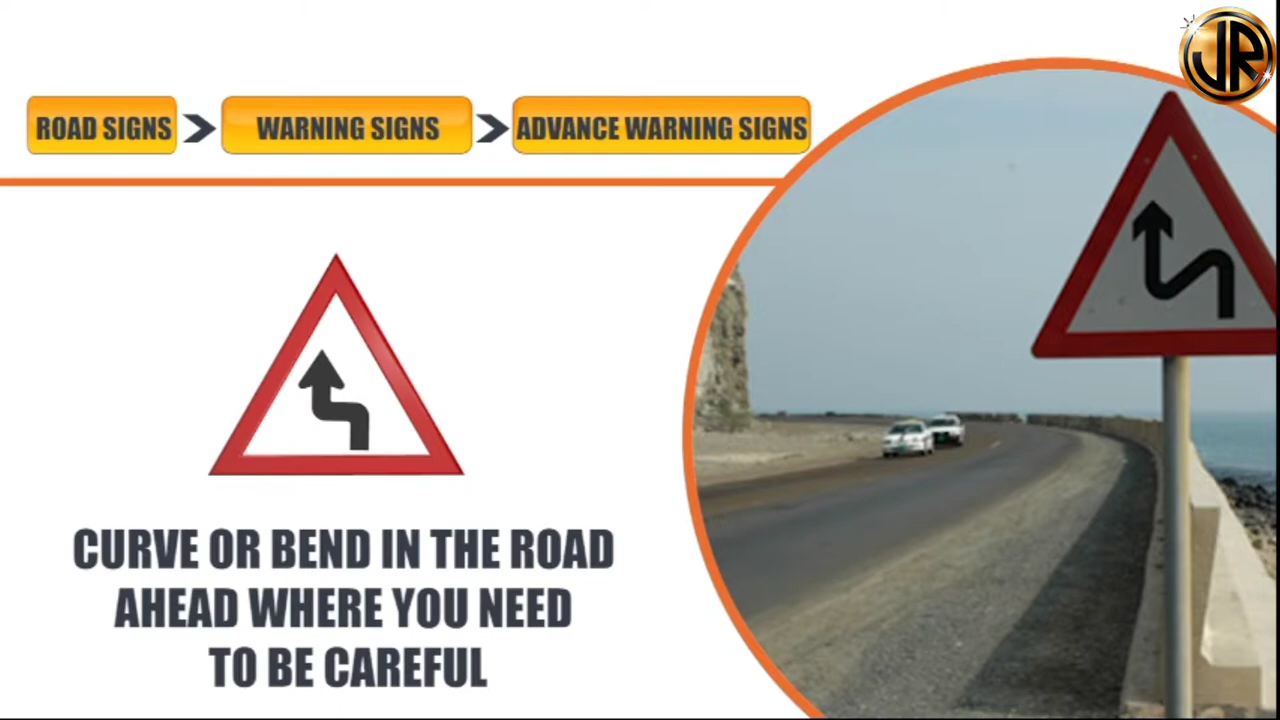 JR
ROAD SIGNS > WARNING SIGNS > ADVANCE WARNING SIGNS
CURVE OR BEND IN THE ROAD
AHEAD WHERE YOU NEED
TO BE CAREFUL